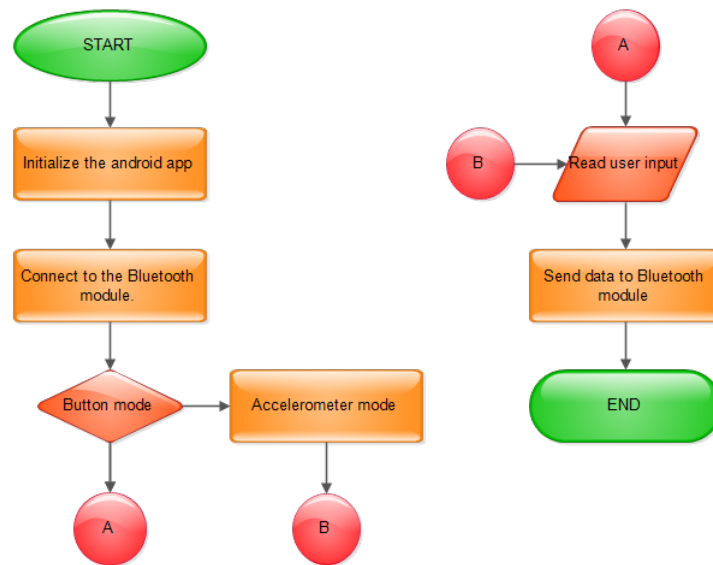 START
Initialize the android app
Connect to the Bluetooth
module.
Button mode
Accelerometer mode
A
B
A
B
Read user input
Send data to Bluetooth
module
END